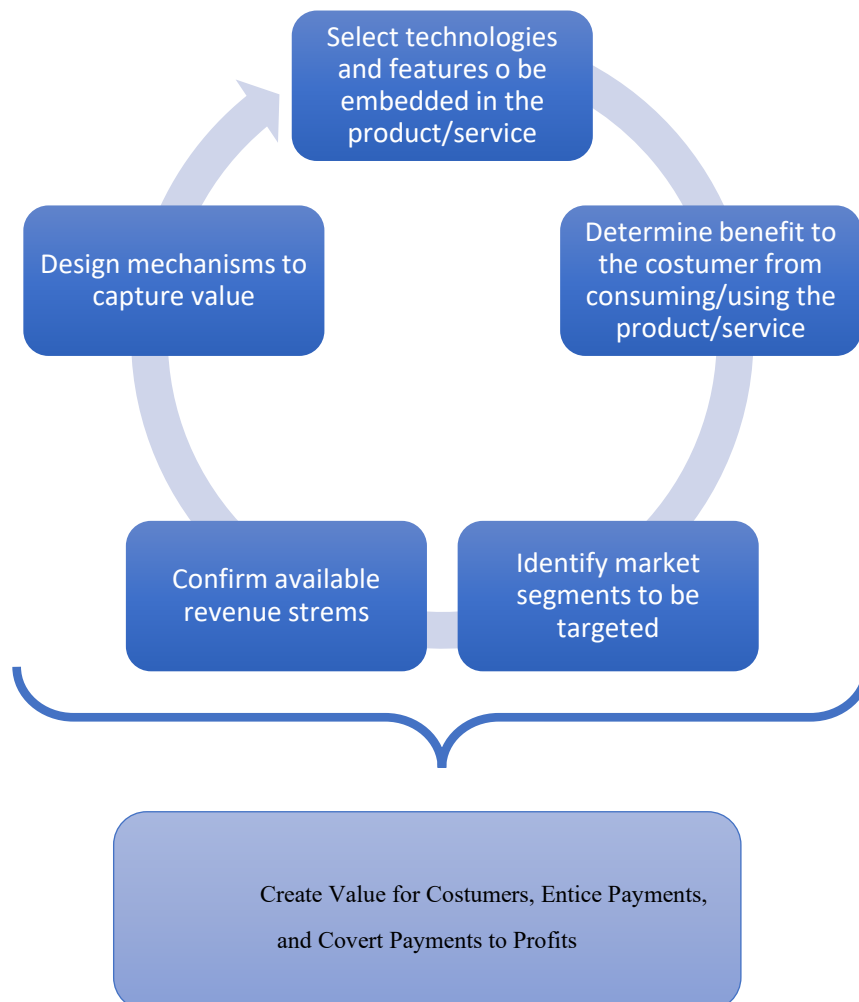 Select technologies
and features o be
embedded in the
product/service
Determine benefit to
the costumer from
consuming/using the
product/service
Identify market
segments to be
targeted
Confirm available
revenue strems
Design mechanisms to
capture value
Create Value for Costumers, Entice Payments,
and Covert Payments to Profits